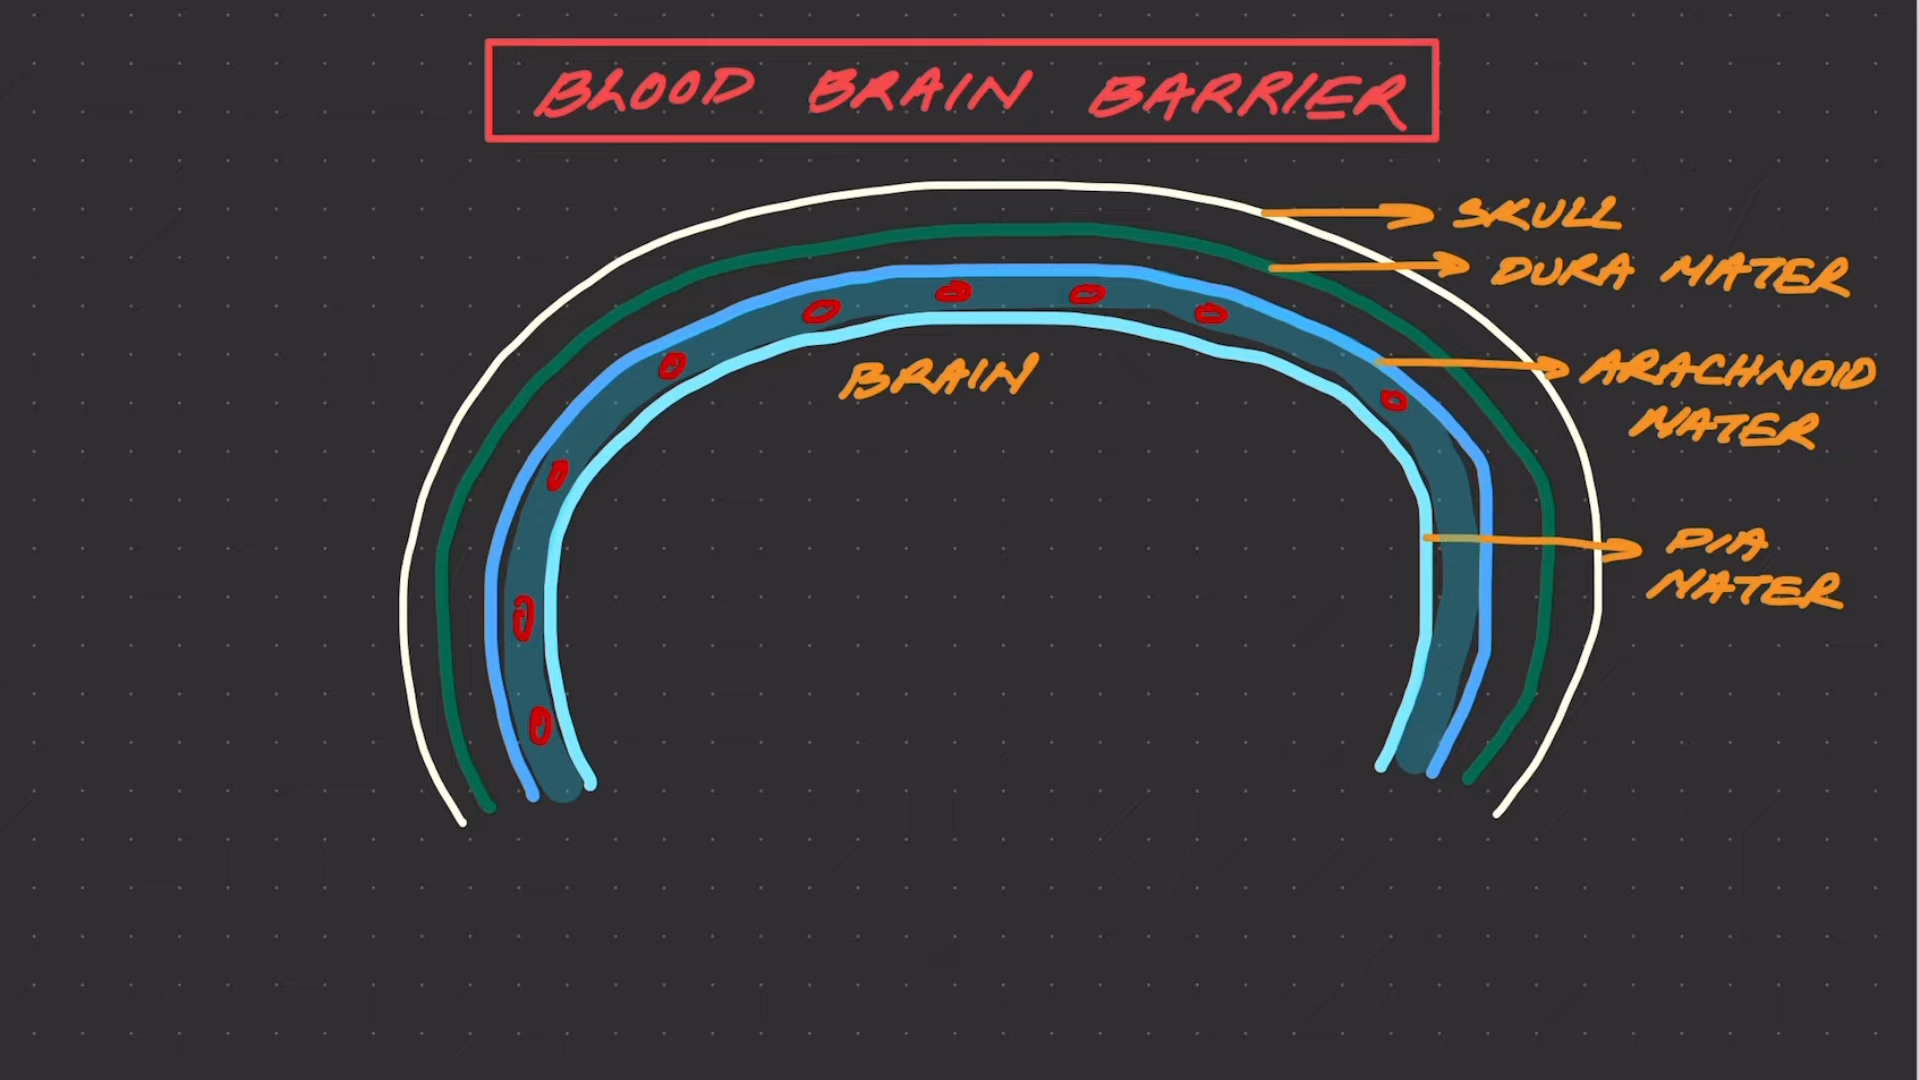 BLOOD BRAIN BARRIER
SKULL
DURA MATER
BRAIN
ARACHNOID
MATER
PIA
MATER